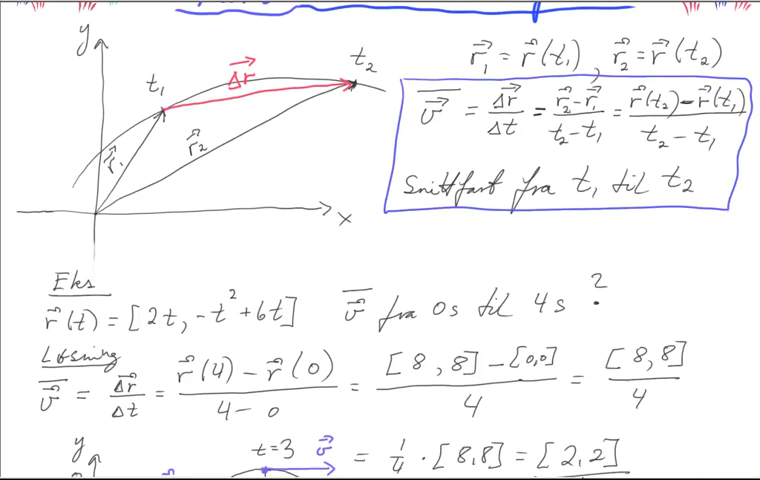 y
t₁
Δr⃗
t₂
r⃗₁
r⃗₂
x
r⃗₁ = r⃗(t₁), r⃗₂ = r⃗(t₂)
v̅⃗ = Δr⃗/Δt = (r⃗₂ - r⃗₁)/(t₂ - t₁) = (r⃗(t₂) - r⃗(t₁))/(t₂ - t₁)
Snittfart fra t₁ til t₂
Eks
r⃗(t) = [2t, -t² + 6t] v̅⃗ fra 0s til 4s ?
Løsning
v̅⃗ = Δr⃗/Δt = (r⃗(4) - r⃗(0))/(4 - 0) = ([8, 8] - [0,0])/4 = [8, 8]/4
y
t=3 v⃗ = 1/4 · [8,8] = [2,2]